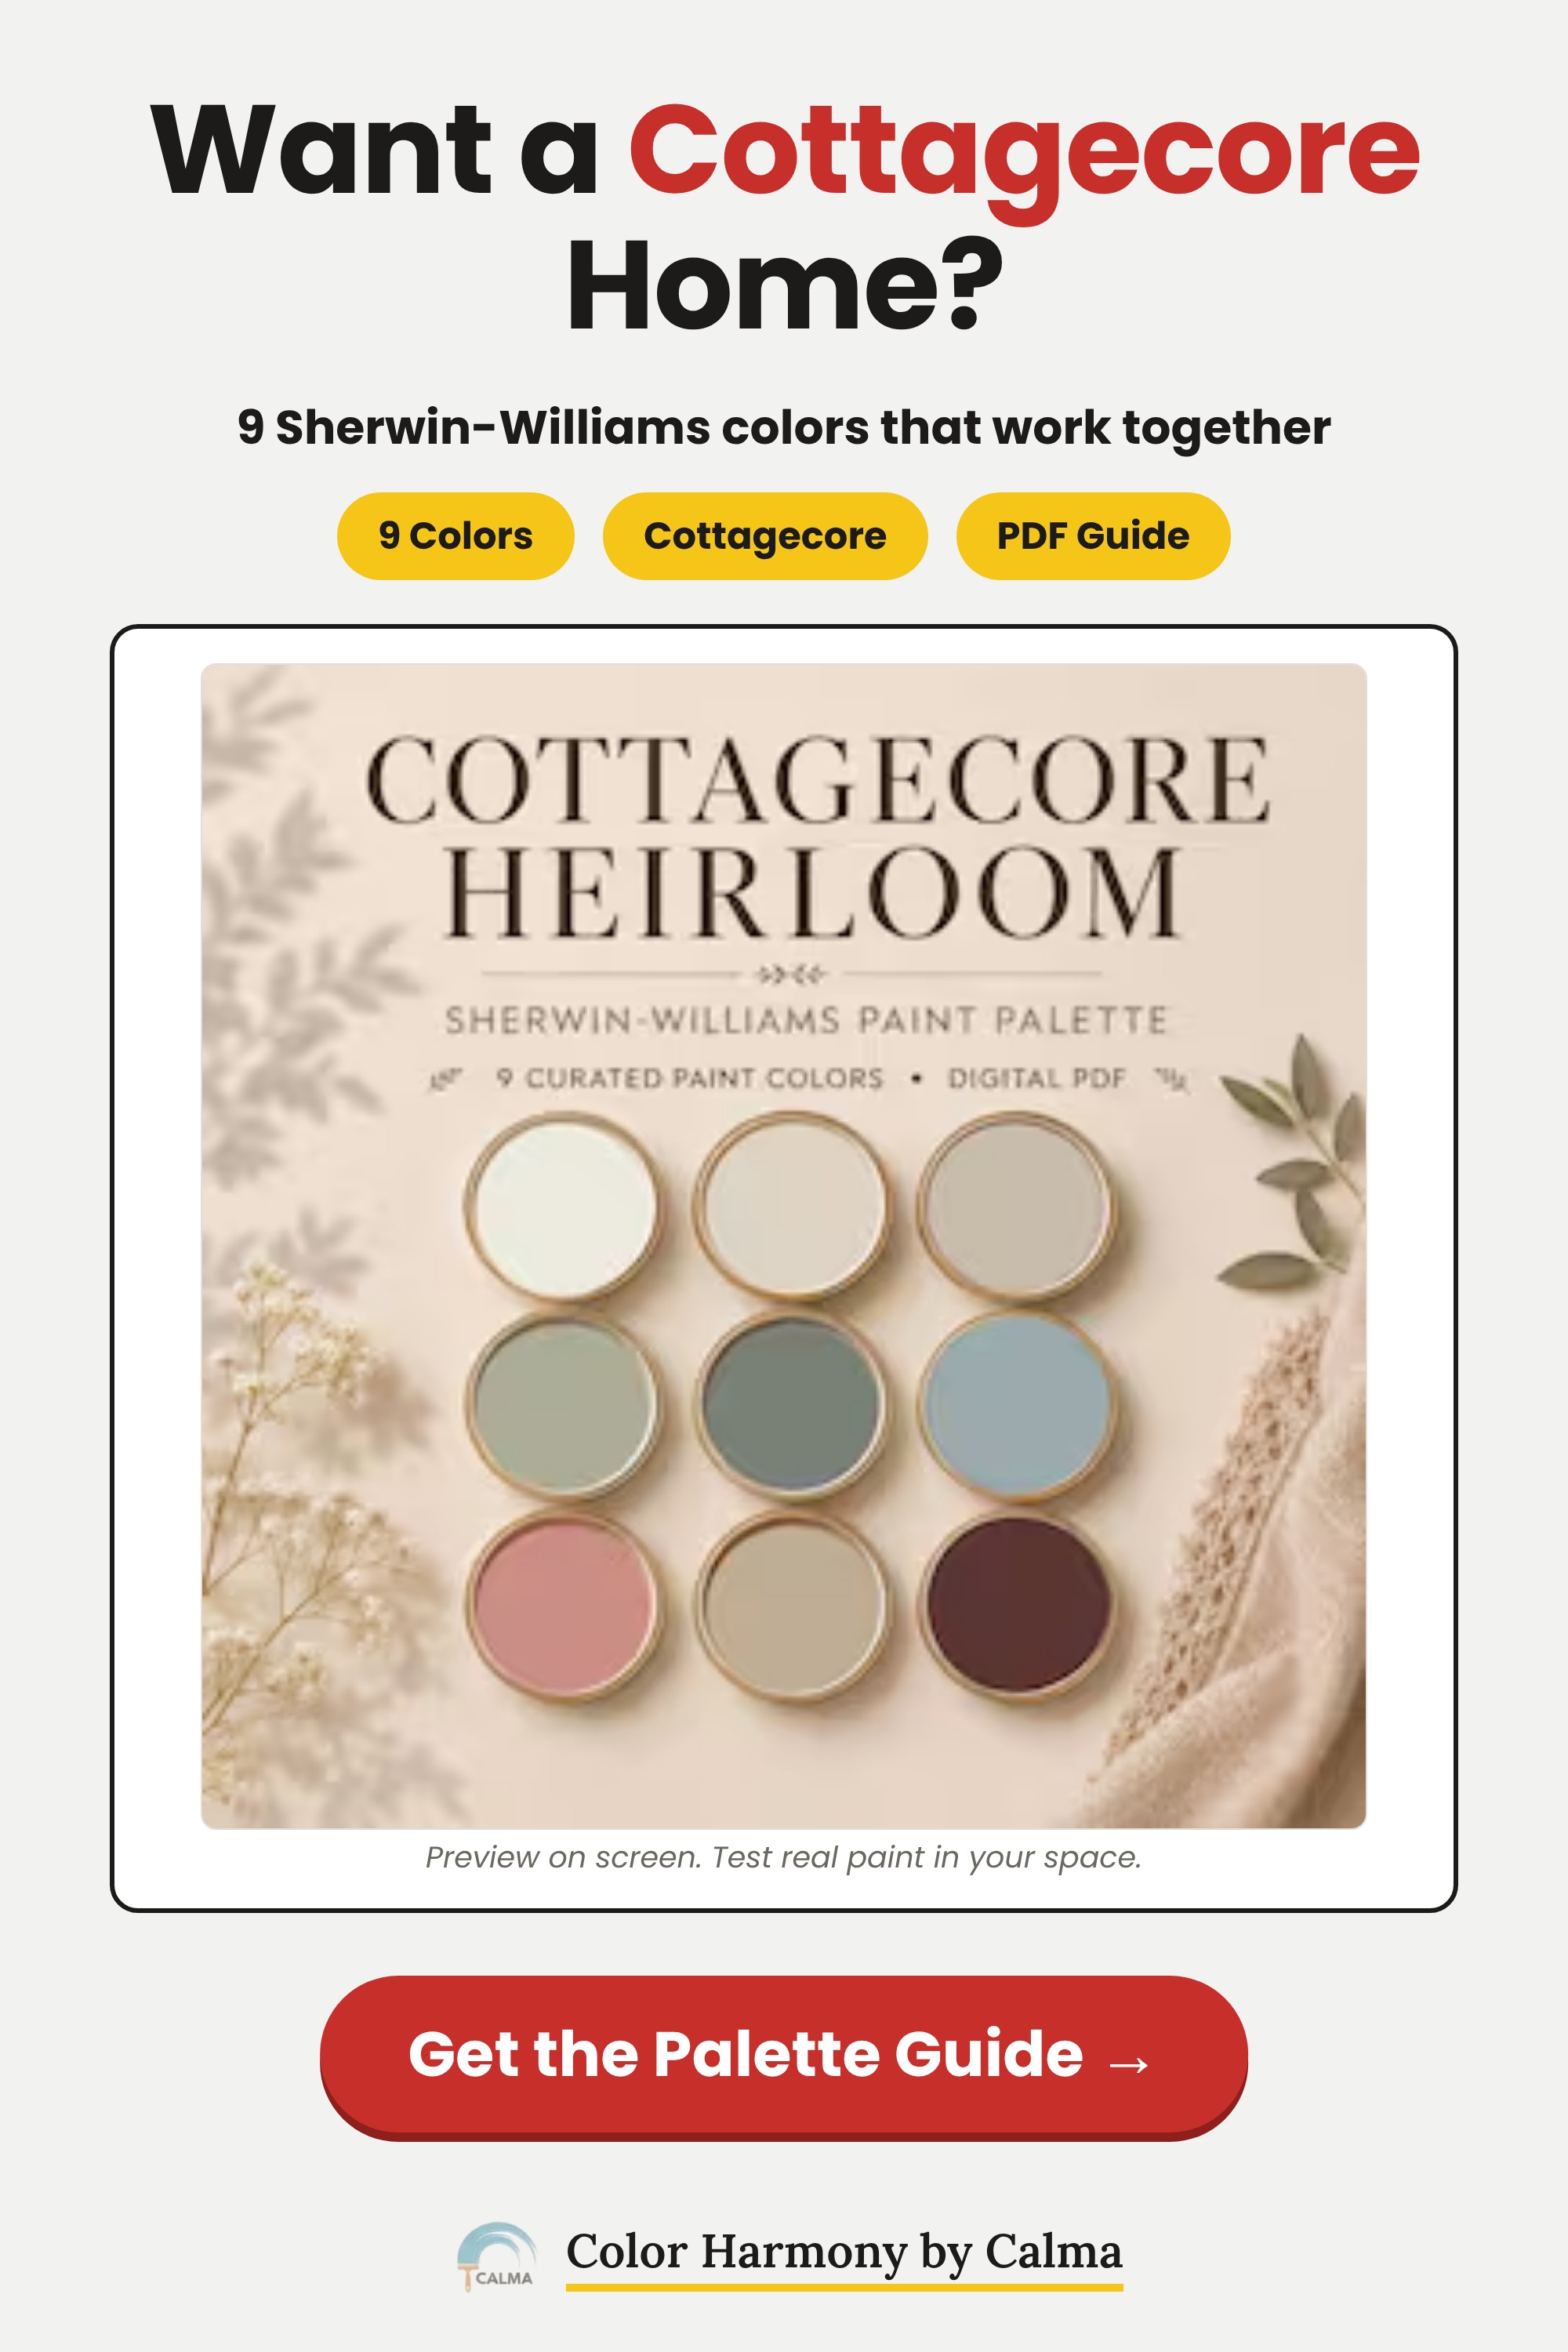 Want a Cottagecore
Home?
9 Sherwin-Williams colors that work together
9 Colors
Cottagecore
PDF Guide
COTTAGECORE
HEIRLOOM
SHERWIN-WILLIAMS PAINT PALETTE
9 CURATED PAINT COLORS • DIGITAL PDF
Preview on screen. Test real paint in your space.
Get the Palette Guide →
CALMA
Color Harmony by Calma